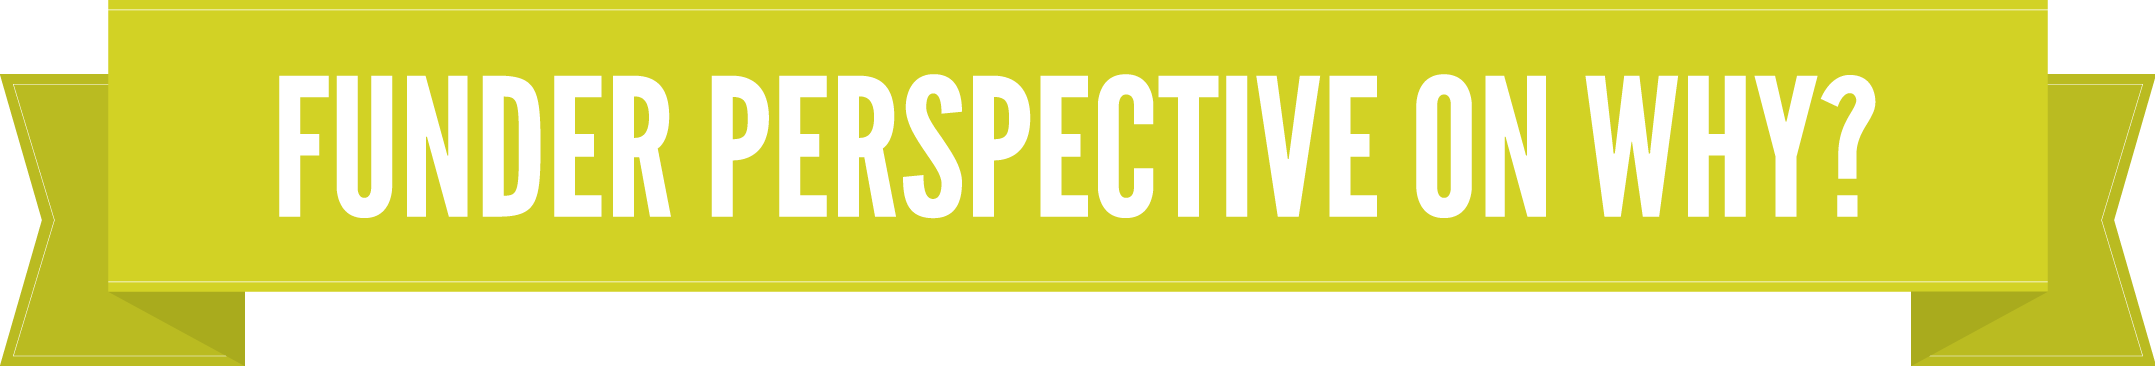 FUNDER PERSPECTIVE ON WHY?